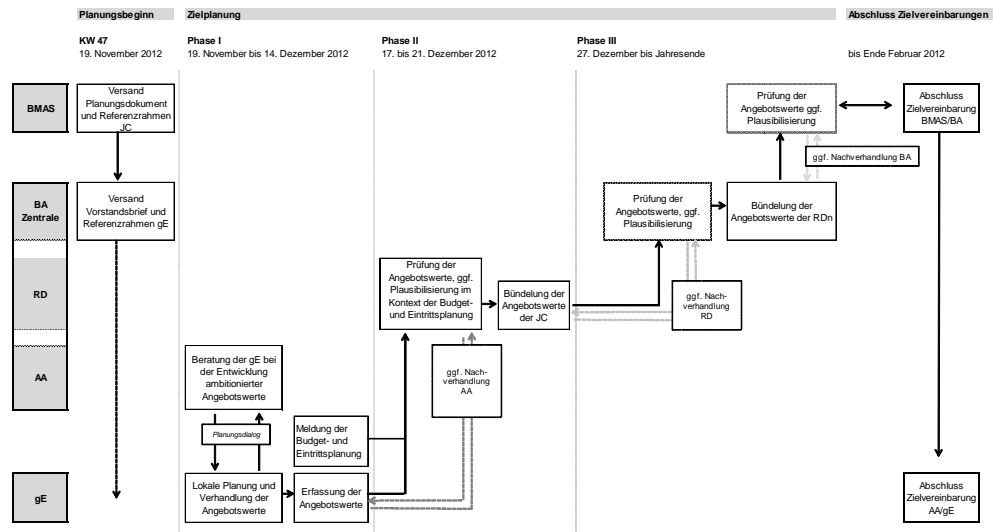 Planungsbeginn
Zielplanung
Abschluss Zielvereinbarungen
KW 47
19. November 2012
Phase I
19. November bis 14. Dezember 2012
Phase II
17. bis 21. Dezember 2012
Phase III
27. Dezember bis Jahresende
bis Ende Februar 2012
BMAS
Versand
Planungsdokument
und Referenzrahmen
JC
Prüfung der
Angebotswerte ggf.
Plausibilisierung
Abschluss
Zielvereinbarung
BMAS/BA
ggf. Nachverhandlung BA
BA
Zentrale
Versand
Vorstandsbrief und
Referenzrahmen gE
Prüfung der
Angebotswerte, ggf.
Plausibilisierung
Bündelung der
Angebotswerte der RDn
RD
Prüfung der
Angebotswerte, ggf.
Plausibilisierung im
Kontext der Budget-
und Eintrittsplanung
Bündelung der
Angebotswerte
der JC
ggf. Nach-
verhandlung
RD
AA
Beratung der gE bei
der Entwicklung
ambitionierter
Angebotswerte
ggf. Nach-
verhandlung
AA
Planungsdialog
Meldung der
Budget- und
Eintrittsplanung
gE
Lokale Planung und
Verhandlung der
Angebotswerte
Erfassung der
Angebotswerte
Abschluss
Zielvereinbarung
AA/gE